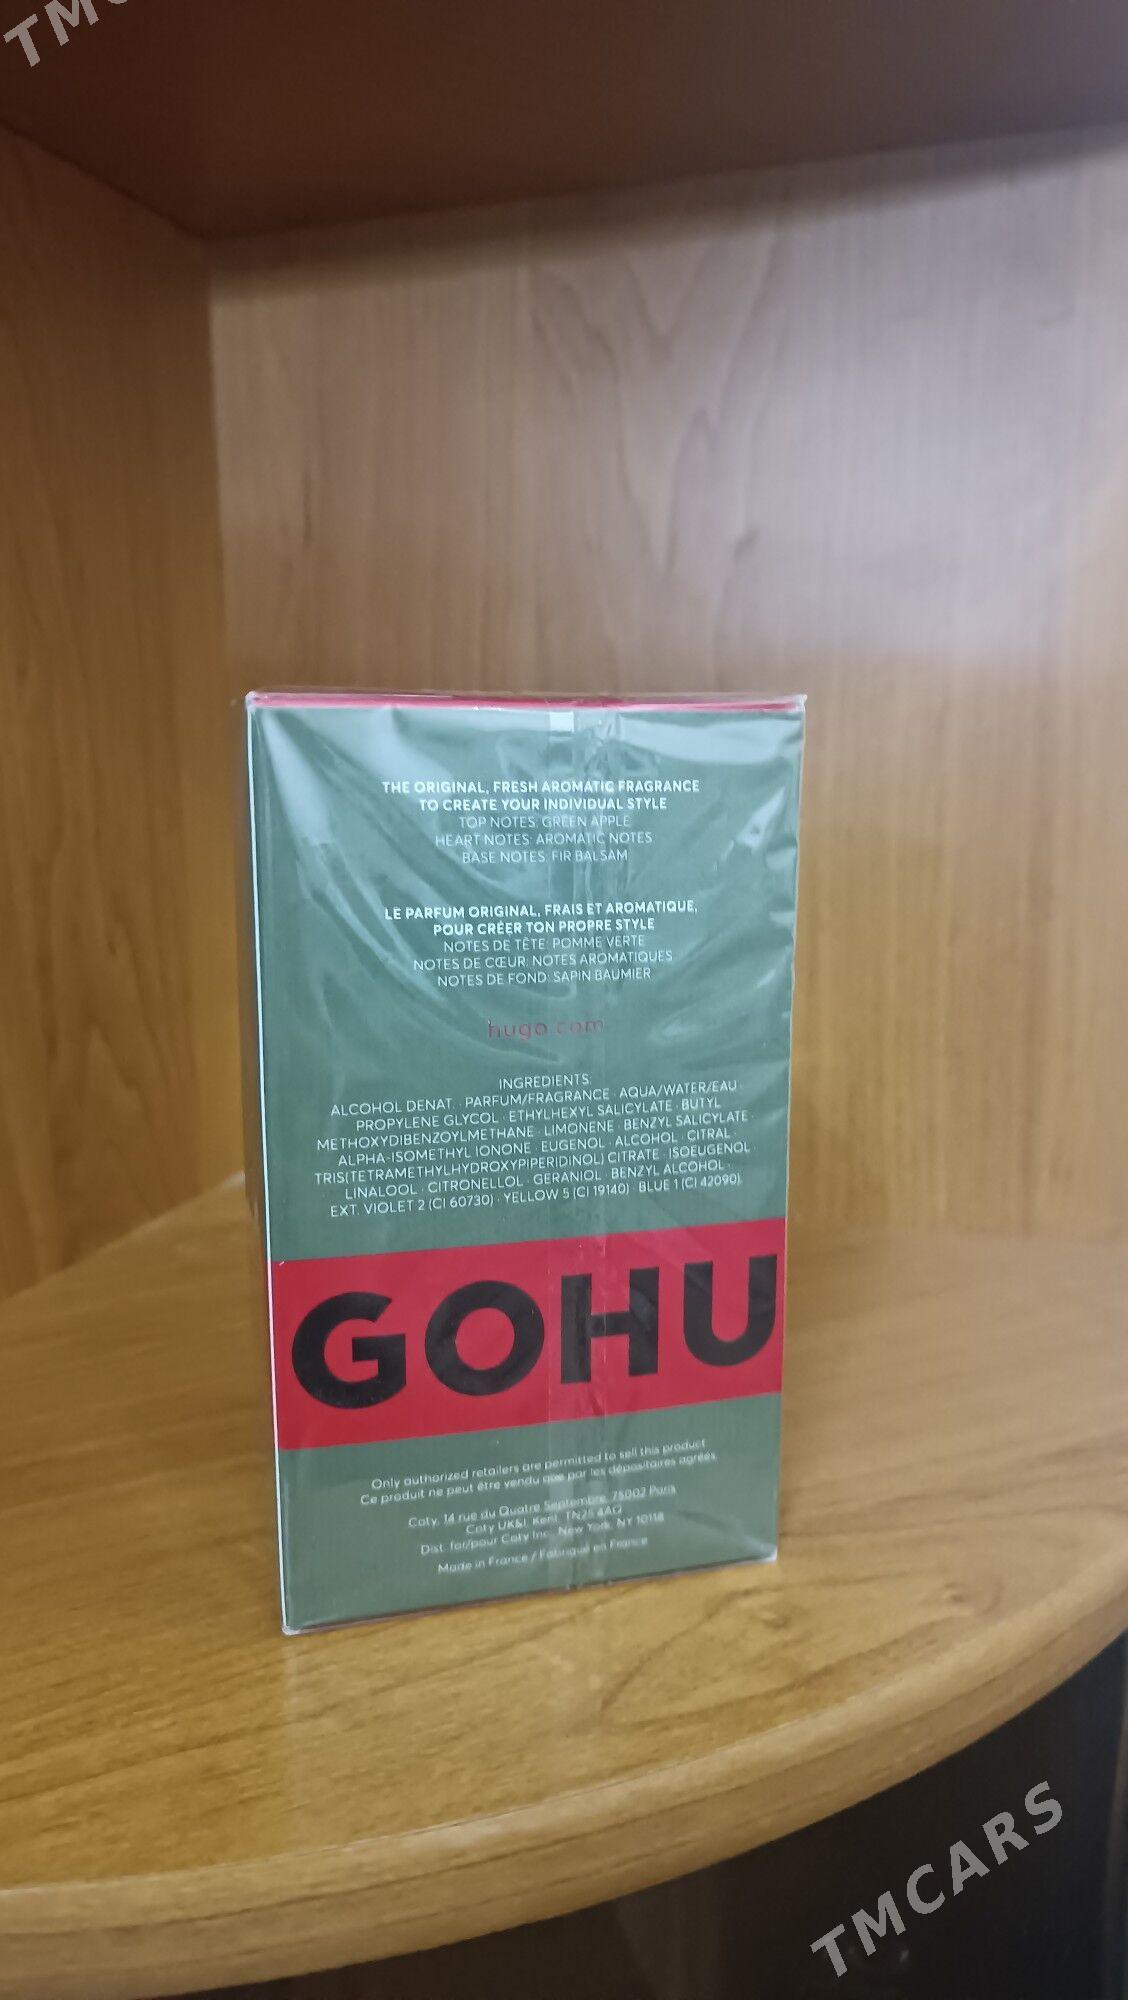 THE ORIGINAL, FRESH AROMATIC FRAGRANCE
TO CREATE YOUR INDIVIDUAL STYLE
TOP NOTES: GREEN APPLE
HEART NOTES: AROMATIC NOTES
BASE NOTES: FIR BALSAM
LE PARFUM ORIGINAL, FRAIS ET AROMATIQUE,
POUR CRÉER TON PROPRE STYLE
NOTES DE TÊTE: POMME VERTE
NOTES DE CŒUR: NOTES AROMATIQUES
NOTES DE FOND: SAPIN BAUMIER
hugo.com
INGREDIENTS:
ALCOHOL DENAT. · PARFUM/FRAGRANCE · AQUA/WATER/EAU ·
PROPYLENE GLYCOL · ETHYLHEXYL SALICYLATE · BUTYL
METHOXYDIBENZOYLMETHANE · LIMONENE · BENZYL SALICYLATE ·
ALPHA-ISOMETHYL IONONE · EUGENOL · ALCOHOL · CITRAL ·
TRIS(TETRAMETHYLHYDROXYPIPERIDINOL) CITRATE · ISOEUGENOL ·
LINALOOL · CITRONELLOL · GERANIOL · BENZYL ALCOHOL ·
EXT. VIOLET 2 (CI 60730) · YELLOW 5 (CI 19140) · BLUE 1 (CI 42090).
GOHU
Only authorized retailers are permitted to sell this product
Ce produit ne peut être vendu que par les dépositaires agréés.
Coty, 14 rue du Quatre Septembre, 75002 Paris
Coty UK&I, Kent, TN25 4AQ
Dist. for/pour Coty Inc., New York, NY 10118
Made in France / Fabriqué en France
TMCARS